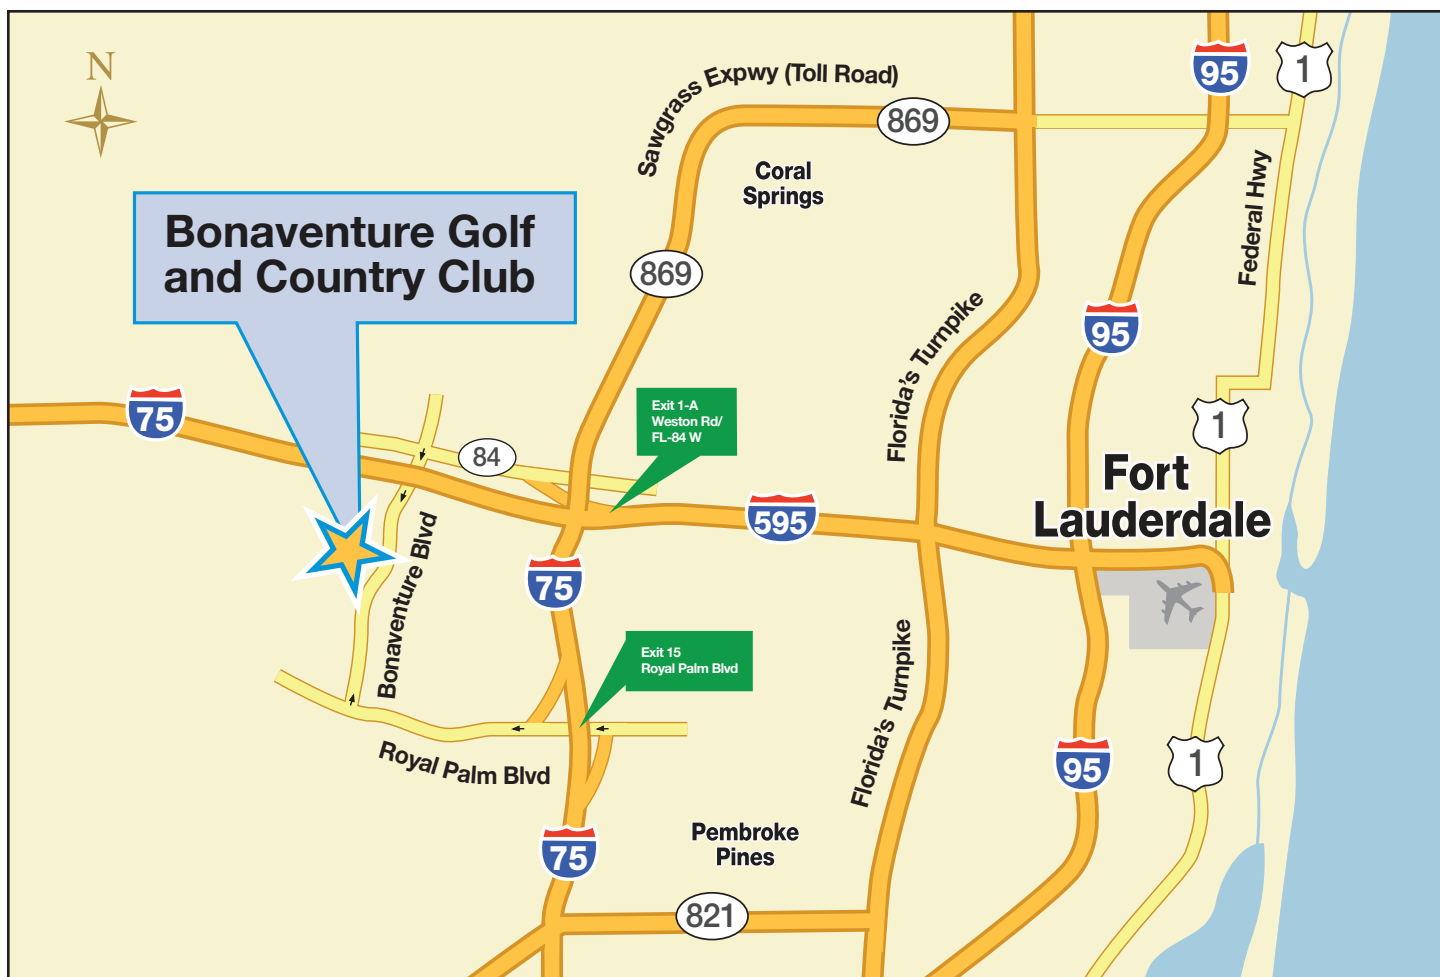 N
Sawgrass Expwy (Toll Road)
95
1
869
Coral
Springs
Federal Hwy
Bonaventure Golf
and Country Club
869
Florida's Turnpike
95
75
Exit 1-A
Weston Rd/
FL-84 W
1
84
Fort
Lauderdale
595
Bonaventure Blvd
75
Exit 15
Royal Palm Blvd
Florida's Turnpike
Royal Palm Blvd
95
1
75
Pembroke
Pines
821